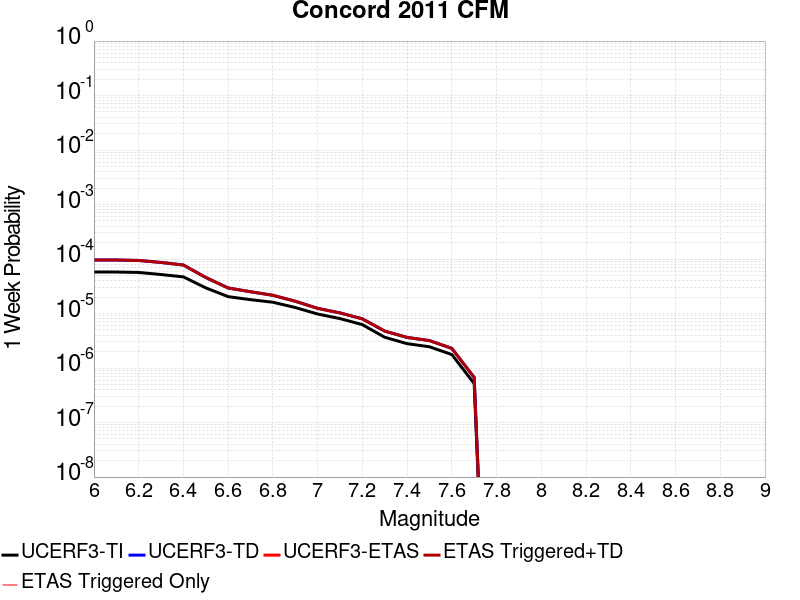 Concord 2011 CFM
1 Week Probability
10^0
10^-1
10^-2
10^-3
10^-4
10^-5
10^-6
10^-7
10^-8
6 6.2 6.4 6.6 6.8 7 7.2 7.4 7.6 7.8 8 8.2 8.4 8.6 8.8 9
Magnitude
UCERF3-TI UCERF3-TD UCERF3-ETAS ETAS Triggered+TD
ETAS Triggered Only